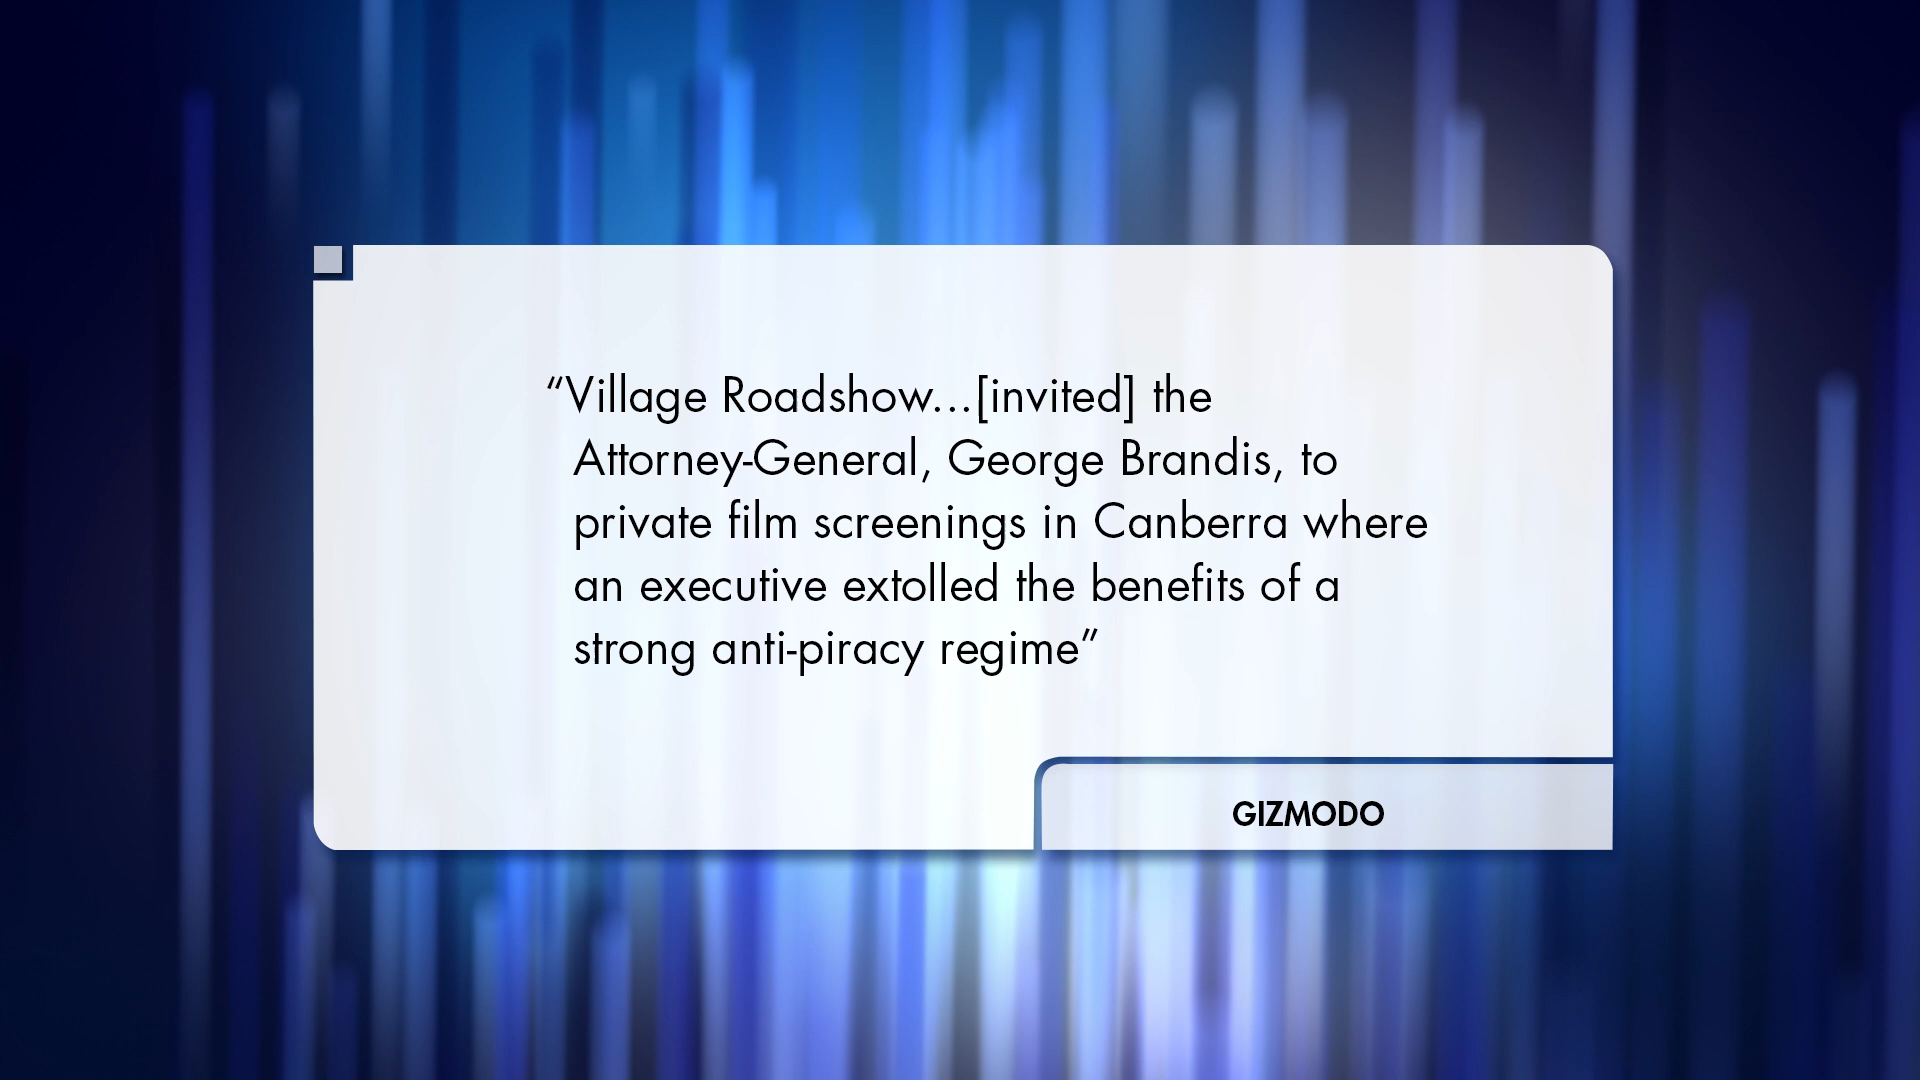 “Village Roadshow...[invited] the
Attorney-General, George Brandis, to
private film screenings in Canberra where
an executive extolled the benefits of a
strong anti-piracy regime”
GIZMODO